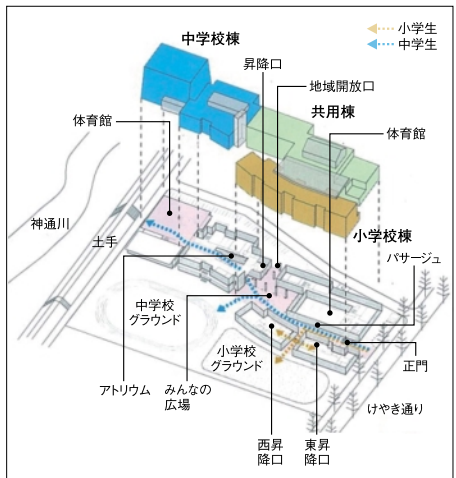 小学生
中学生
中学校棟
昇降口
地域開放口
共用棟
体育館
体育館
神通川
土手
小学校棟
パサージュ
中学校
グラウンド
小学校
グラウンド
正門
アトリウム
みんなの
広場
けやき通り
西昇
降口
東昇
降口